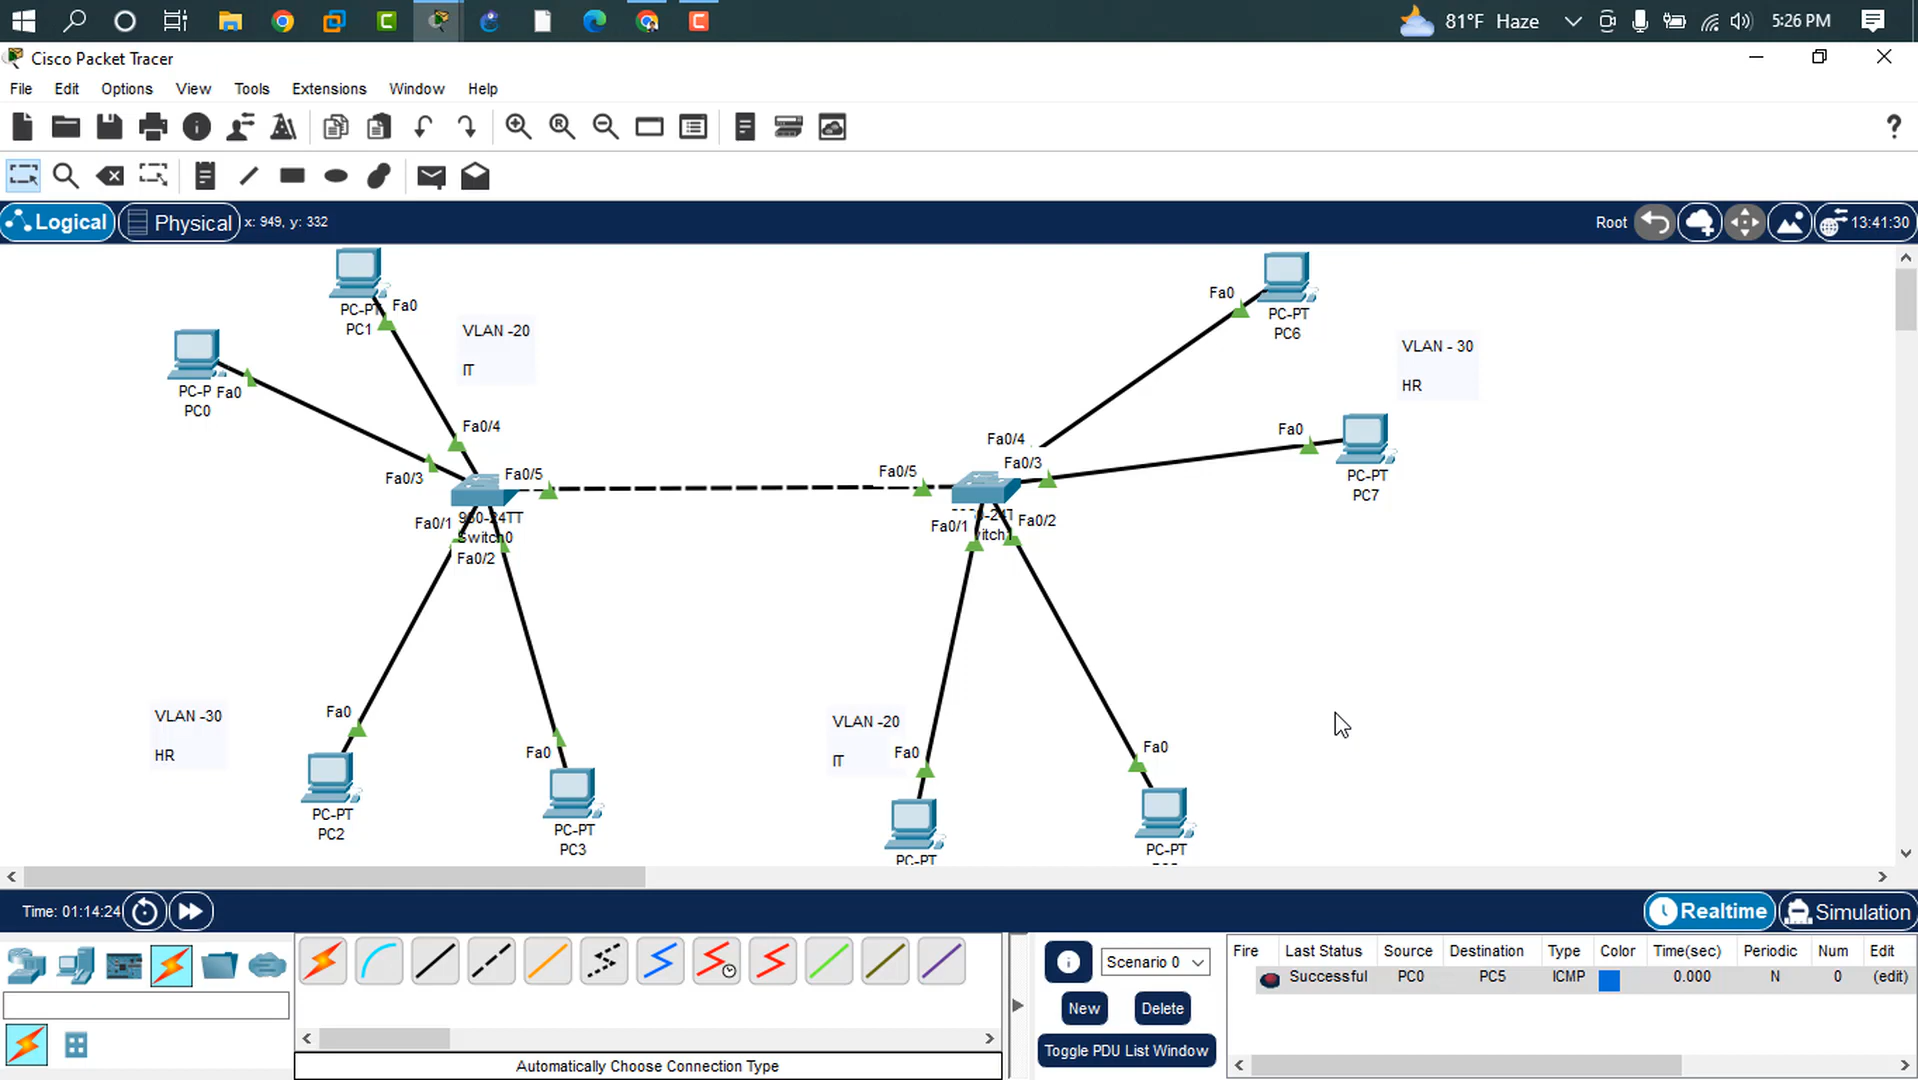 81°F Haze
5:26 PM
Cisco Packet Tracer
File Edit Options View Tools Extensions Window Help
Logical
Physical
x: 949, y: 332
Root
13:41:30
Fa0
PC-PT
PC1
VLAN -20
IT
PC-P
Fa0
PC0
Fa0
PC-PT
PC6
VLAN - 30
HR
Fa0
PC-PT
PC7
Fa0/4
Fa0/3
Fa0/5
Fa0/1
Switch0
Fa0/2
Fa0/5
Fa0/4
Fa0/3
Fa0/1
Fa0/2
VLAN -30
HR
Fa0
PC-PT
PC2
Fa0
PC-PT
PC3
VLAN -20
IT
Fa0
PC-PT
Fa0
PC-PT
Time: 01:14:24
Realtime
Simulation
Scenario 0
New
Delete
Toggle PDU List Window
Automatically Choose Connection Type
Fire Last Status Source Destination Type Color Time(sec) Periodic Num Edit
Successful PC0 PC5 ICMP 0.000 N 0 (edit)